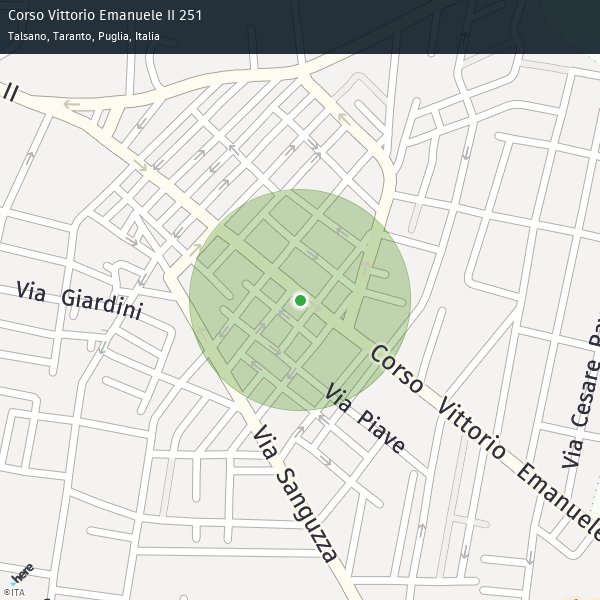 Corso Vittorio Emanuele II 251
Talsano, Taranto, Puglia, Italia
II
Via Giardini
Corso Vittorio Emanuele
Via Piave
Via Cesare
Via Sanguzza
here
©ITA